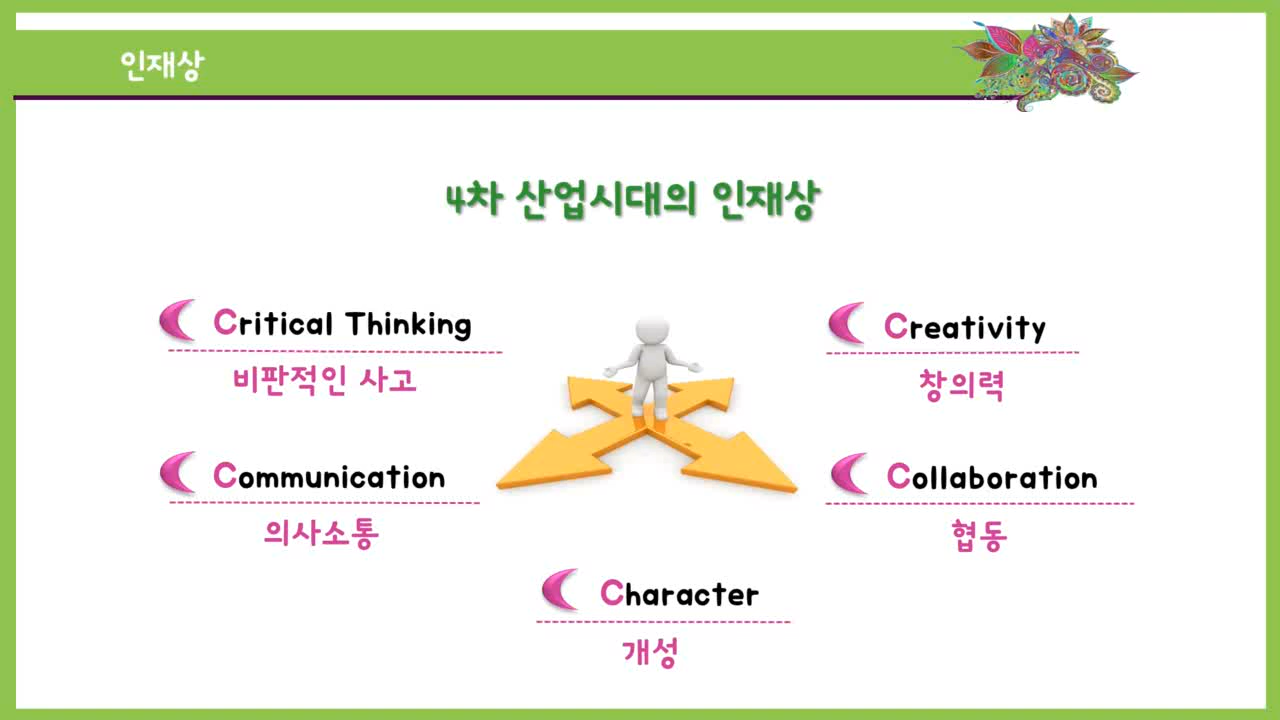 인재상
4차 산업시대의 인재상
Critical Thinking
비판적인 사고
Creativity
창의력
Communication
의사소통
Collaboration
협동
Character
개성